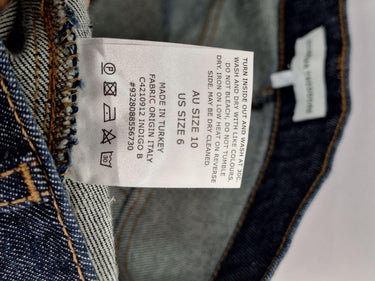 TURN INSIDE OUT AND WASH AT 30C.
WASH AND DRY WITH LIKE COLOURS.
DO NOT BLEACH. DO NOT TUMBLE
DRY. IRON ON LOW HEAT ON REVERSE
SIDE. MAY BE DRY CLEANED.
AU SIZE 10
US SIZE 6
MADE IN TURKEY
FABRIC ORIGIN ITALY
C4210912 INDIGO B
#9328088556730